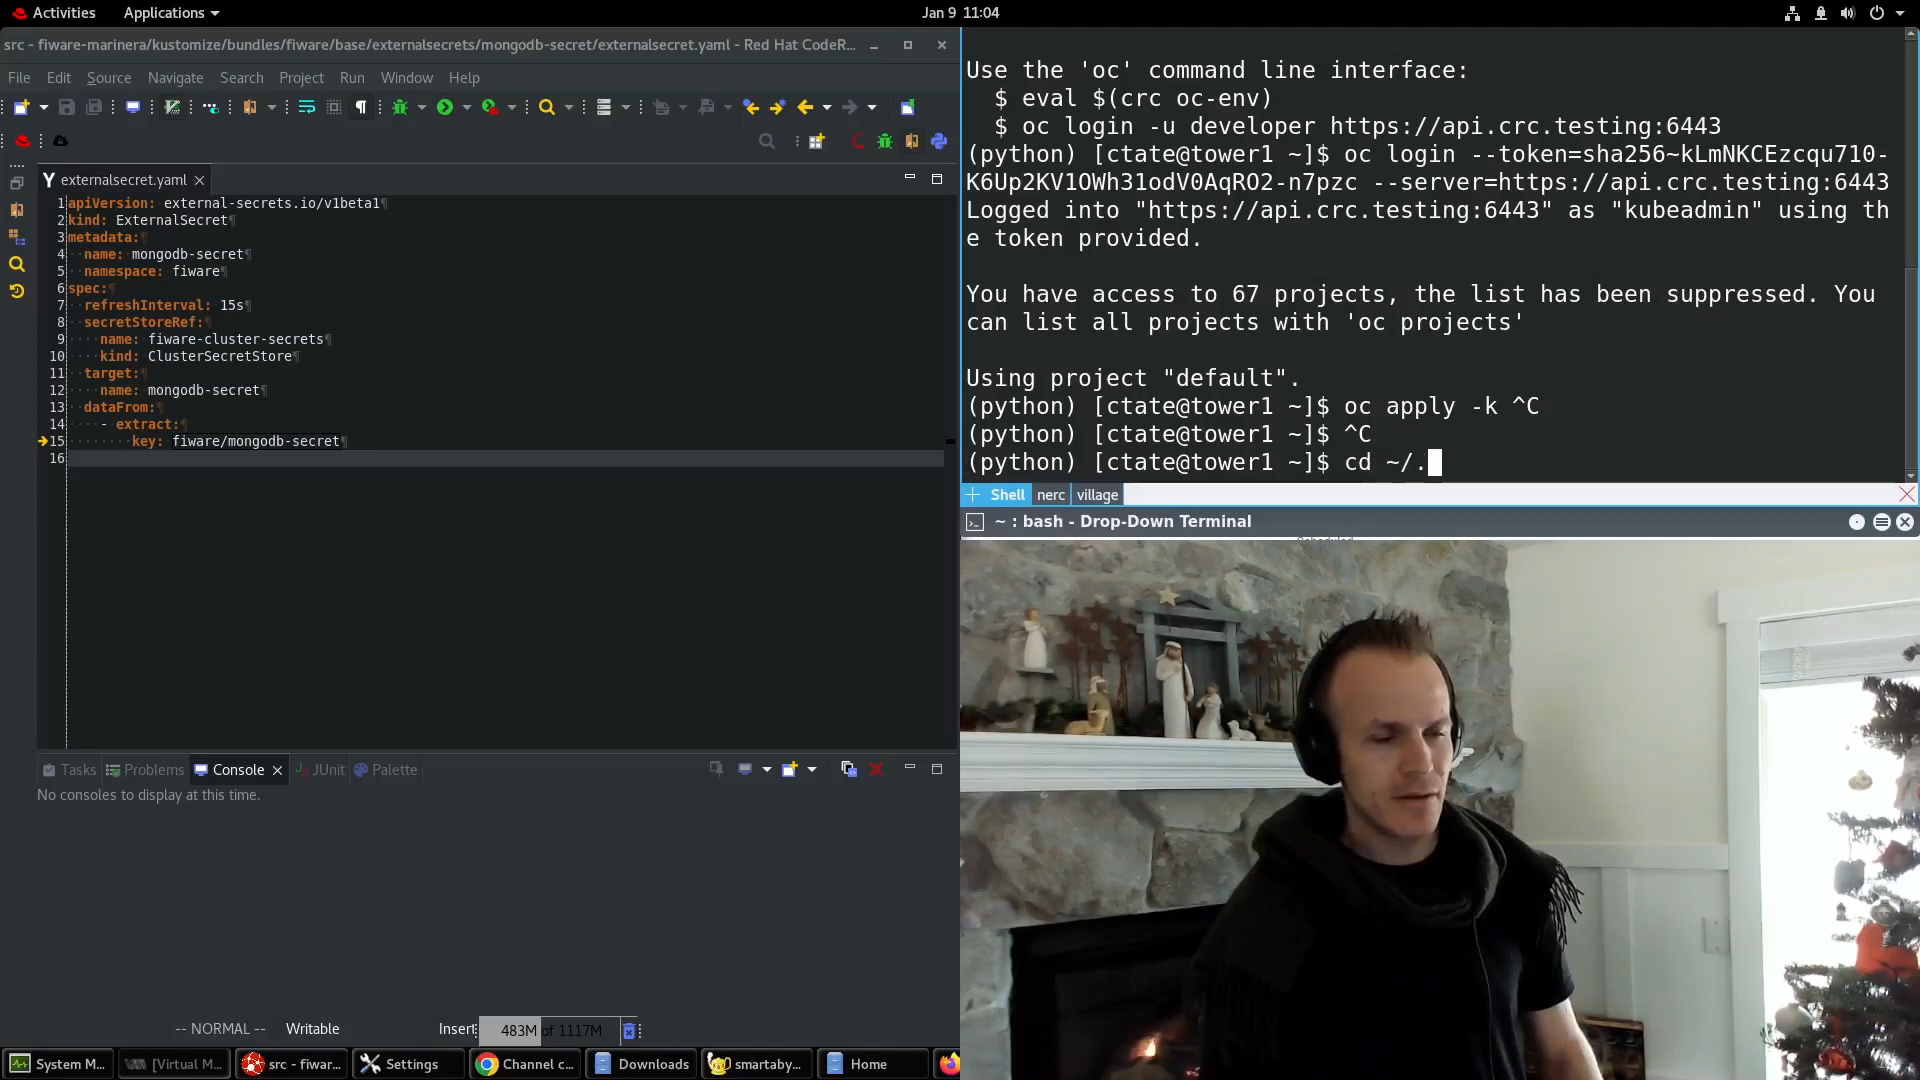 Activities
Applications
Jan 9 11:04
src - fiware-marinera/kustomize/bundles/fiware/base/externalsecrets/mongodb-secret/externalsecret.yaml - Red Hat CodeR...
File Edit Source Navigate Search Project Run Window Help
externalsecret.yaml
1 apiVersion: external-secrets.io/v1beta1¶
2 kind: ExternalSecret¶
3 metadata:¶
4 ··name: mongodb-secret¶
5 ··namespace: fiware¶
6 spec:¶
7 ··refreshInterval: 15s¶
8 ··secretStoreRef:¶
9 ····name: fiware-cluster-secrets¶
10 ····kind: ClusterSecretStore¶
11 ··target:¶
12 ····name: mongodb-secret¶
13 ··dataFrom:¶
14 ····- extract:¶
15 ········key: fiware/mongodb-secret¶
16
Tasks Problems Console JUnit Palette
No consoles to display at this time.
-- NORMAL -- Writable Insert 483M of 1117M
Use the 'oc' command line interface:
$ eval $(crc oc-env)
$ oc login -u developer https://api.crc.testing:6443
(python) [ctate@tower1 ~]$ oc login --token=sha256~kLmNKCEzcqu710-
K6Up2KV1OWh31odV0AqRO2-n7pzc --server=https://api.crc.testing:6443
Logged into "https://api.crc.testing:6443" as "kubeadmin" using th
e token provided.
You have access to 67 projects, the list has been suppressed. You
can list all projects with 'oc projects'
Using project "default".
(python) [ctate@tower1 ~]$ oc apply -k ^C
(python) [ctate@tower1 ~]$ ^C
(python) [ctate@tower1 ~]$ cd ~/.
Shell nerc village
~ : bash - Drop-Down Terminal
System M... [Virtual M... src - fiwar... Settings Channel c... Downloads smartaby... Home